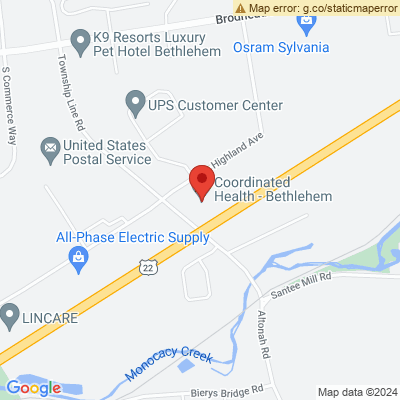 Map error: g.co/staticmaperror
K9 Resorts Luxury
Pet Hotel Bethlehem
Osram Sylvania
S Commerce Way
Township Line Rd
UPS Customer Center
United States
Postal Service
Highland Ave
Coordinated
Health - Bethlehem
All-Phase Electric Supply
22
Santee Mill Rd
LINCARE
Altonah Rd
Monocacy Creek
Bierys Bridge Rd
Google
Map data ©2024